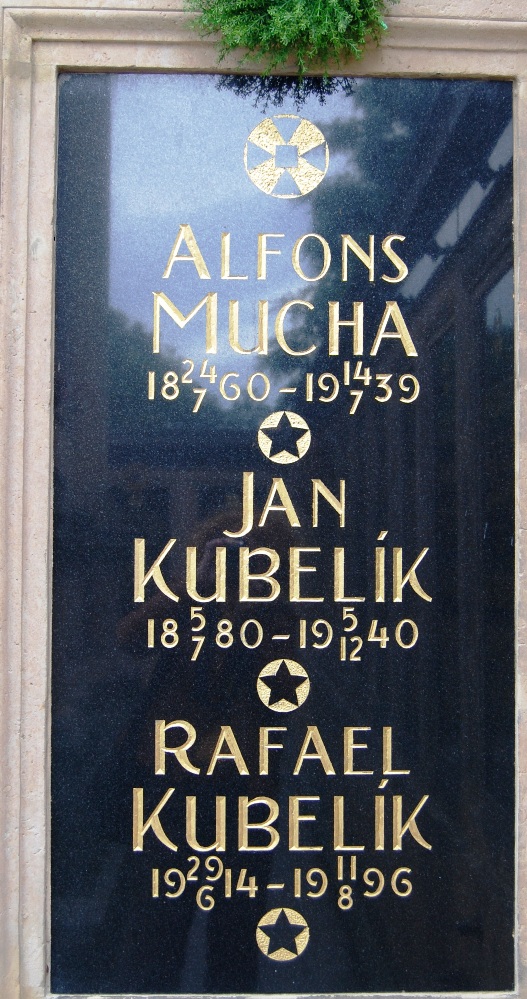 ALFONS
MUCHA
18 24/7 60 – 19 14/7 39
JAN
KUBELÍK
18 5/7 80 – 19 5/12 40
RAFAEL
KUBELÍK
19 29/6 14 – 19 11/8 96